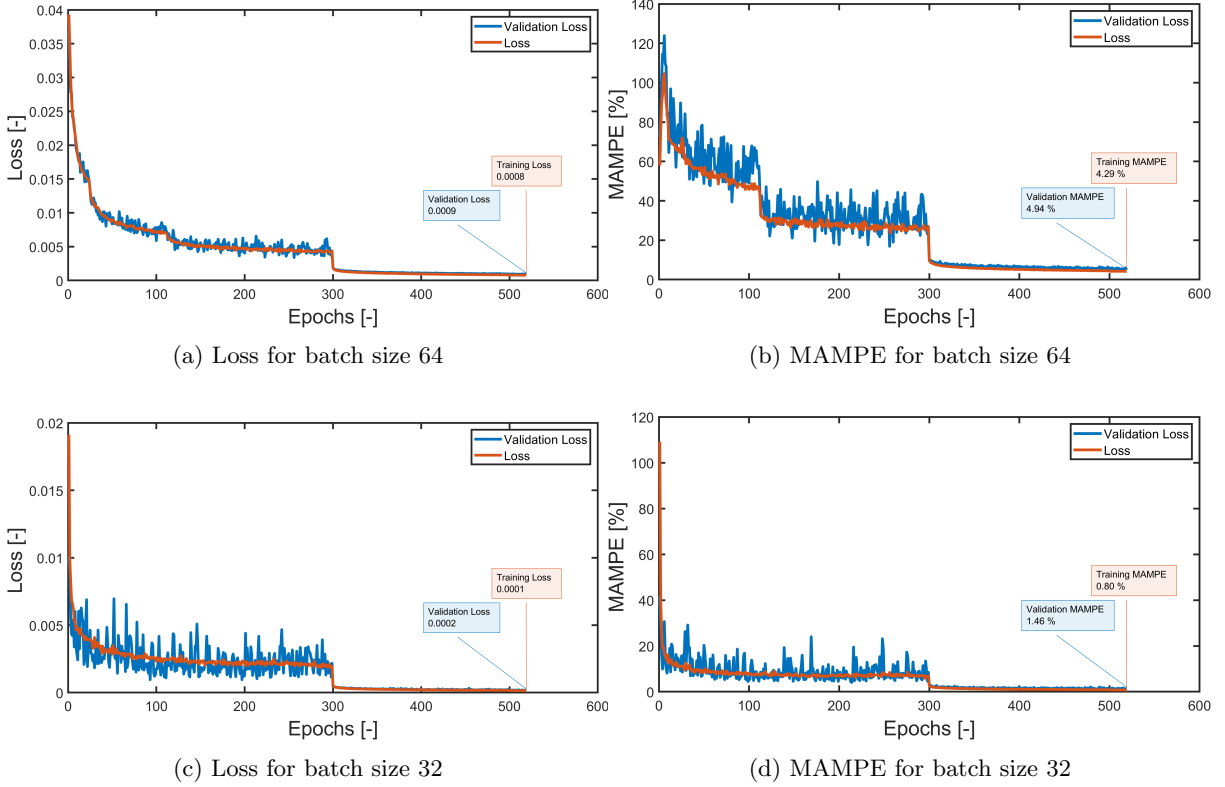 0.04
0.035
0.03
0.025
0.02
0.015
0.01
0.005
0
Loss [-]
0 100 200 300 400 500 600
Epochs [-]
Validation Loss
Loss
Training Loss
0.0008
Validation Loss
0.0009
(a) Loss for batch size 64
140
120
100
80
60
40
20
0
MAMPE [%]
0 100 200 300 400 500 600
Epochs [-]
Validation Loss
Loss
Training MAMPE
4.29 %
Validation MAMPE
4.94 %
(b) MAMPE for batch size 64
0.02
0.015
0.01
0.005
0
Loss [-]
0 100 200 300 400 500 600
Epochs [-]
Validation Loss
Loss
Training Loss
0.0001
Validation Loss
0.0002
(c) Loss for batch size 32
120
100
80
60
40
20
0
MAMPE [%]
0 100 200 300 400 500 600
Epochs [-]
Validation Loss
Loss
Training MAMPE
0.80 %
Validation MAMPE
1.46 %
(d) MAMPE for batch size 32